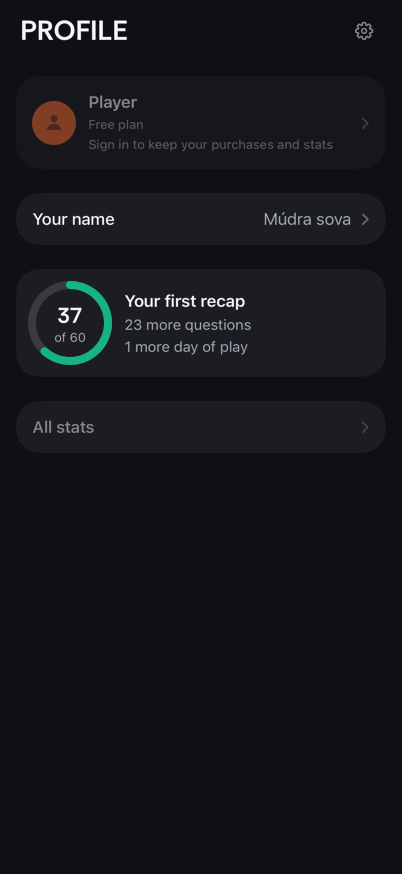 PROFILE
Player
Free plan
Sign in to keep your purchases and stats
Your name
Múdra sova
37
of 60
Your first recap
23 more questions
1 more day of play
All stats